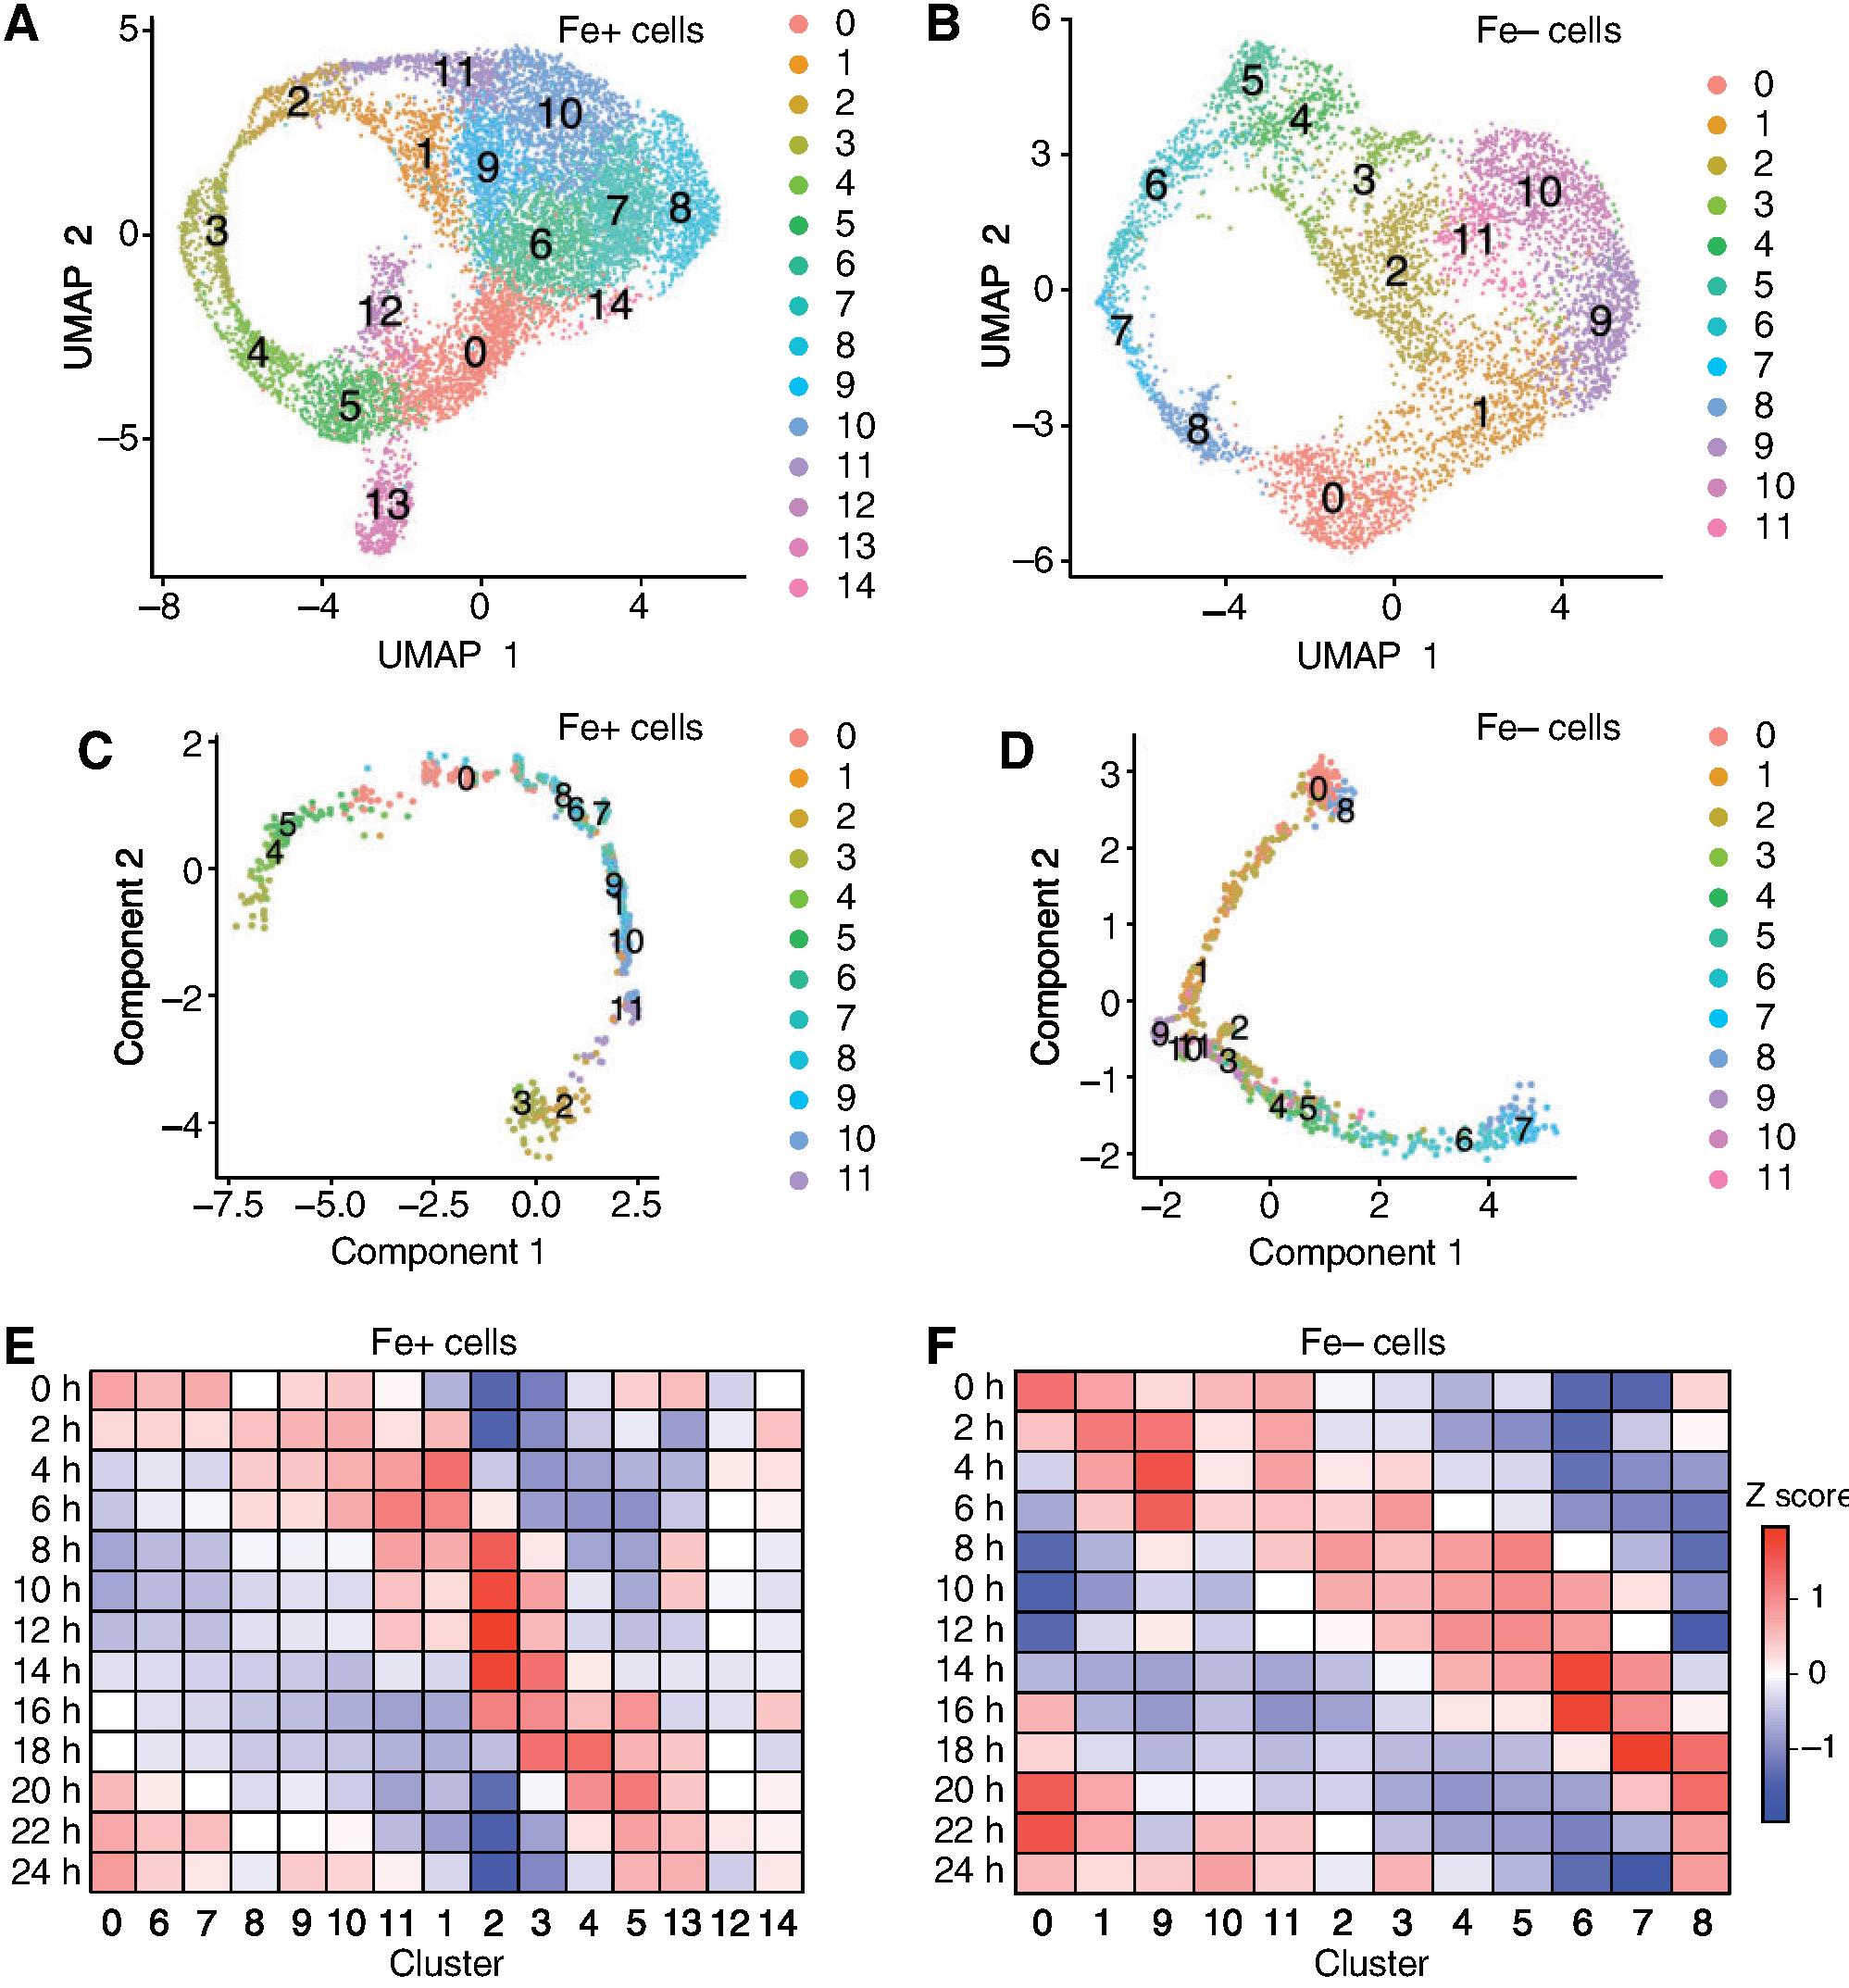 A
Fe+ cells
5
0
−5
−8
−4
0
4
UMAP 2
UMAP 1
2
11
10
1
9
3
7
8
6
12
14
4
0
5
13
0
1
2
3
4
5
6
7
8
9
10
11
12
13
14
B
Fe− cells
6
3
0
−3
−6
−4
0
4
UMAP 2
UMAP 1
5
4
6
3
10
11
2
7
9
1
8
0
0
1
2
3
4
5
6
7
8
9
10
11
C
Fe+ cells
2
0
−2
−4
−7.5
−5.0
−2.5
0.0
2.5
Component 2
Component 1
0
8
6
7
5
4
9
1
10
11
3
2
0
1
2
3
4
5
6
7
8
9
10
11
D
Fe− cells
3
2
1
0
−1
−2
−2
0
2
4
Component 2
Component 1
0
8
1
9
10
11
2
3
4
5
6
7
0
1
2
3
4
5
6
7
8
9
10
11
E
Fe+ cells
0 h
2 h
4 h
6 h
8 h
10 h
12 h
14 h
16 h
18 h
20 h
22 h
24 h
0 6 7 8 9 10 11 1 2 3 4 5 13 12 14
Cluster
F
Fe− cells
0 h
2 h
4 h
6 h
8 h
10 h
12 h
14 h
16 h
18 h
20 h
22 h
24 h
0 1 9 10 11 2 3 4 5 6 7 8
Cluster
Z score
1
0
−1